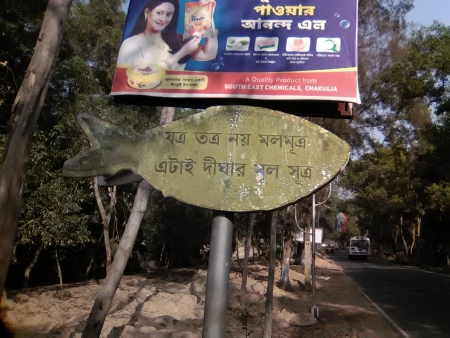 পাওয়ার
আনন্দ এল
A Quality Product from
SOUTH EAST CHEMICALS, CHAKULIA
যত্র তত্র নয় মলমূত্র
এটাই দীঘার মূল সূত্র